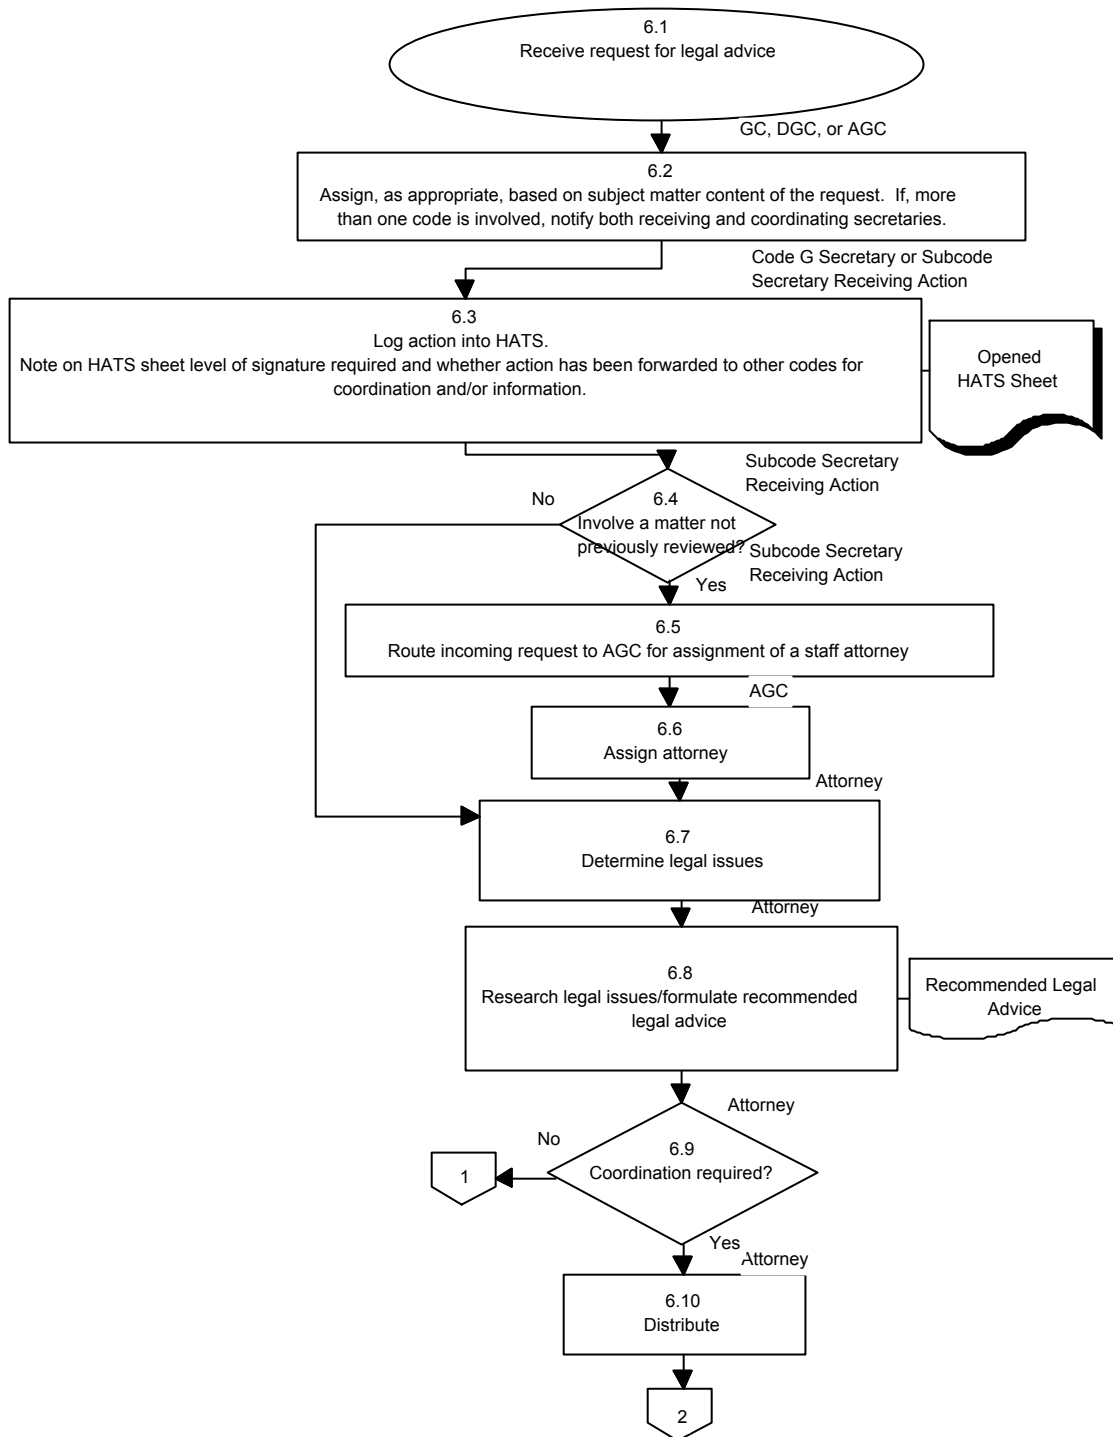 6.1
Receive request for legal advice
GC, DGC, or AGC
6.2
Assign, as appropriate, based on subject matter content of the request.  If, more
than one code is involved, notify both receiving and coordinating secretaries.
Code G Secretary or Subcode
Secretary Receiving Action
6.3
Log action into HATS.
Note on HATS sheet level of signature required and whether action has been forwarded to other codes for
coordination and/or information.
Opened
HATS Sheet
Subcode Secretary
Receiving Action
No
6.4
Involve a matter not
previously reviewed?
Subcode Secretary
Receiving Action
Yes
6.5
Route incoming request to AGC for assignment of a staff attorney
AGC
6.6
Assign attorney
Attorney
6.7
Determine legal issues
Attorney
6.8
Research legal issues/formulate recommended
legal advice
Recommended Legal
Advice
Attorney
No
6.9
Coordination required?
1
Yes
Attorney
6.10
Distribute
2